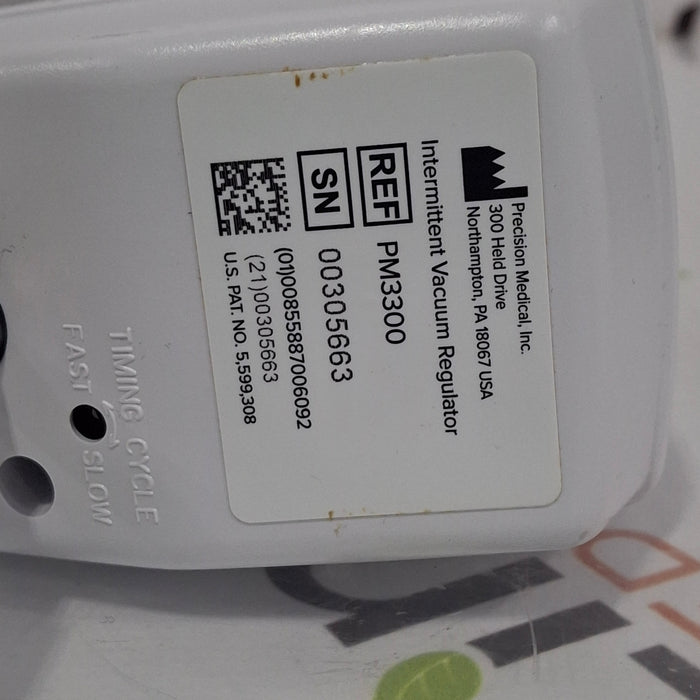 Precision Medical, Inc.
300 Held Drive
Northampton, PA 18067 USA
Intermittent Vacuum Regulator
REF PM3300
SN 00305663
(01)00855887006092
(21)00305663
U.S. PAT. NO. 5,599,308
TIMING CYCLE
FAST SLOW